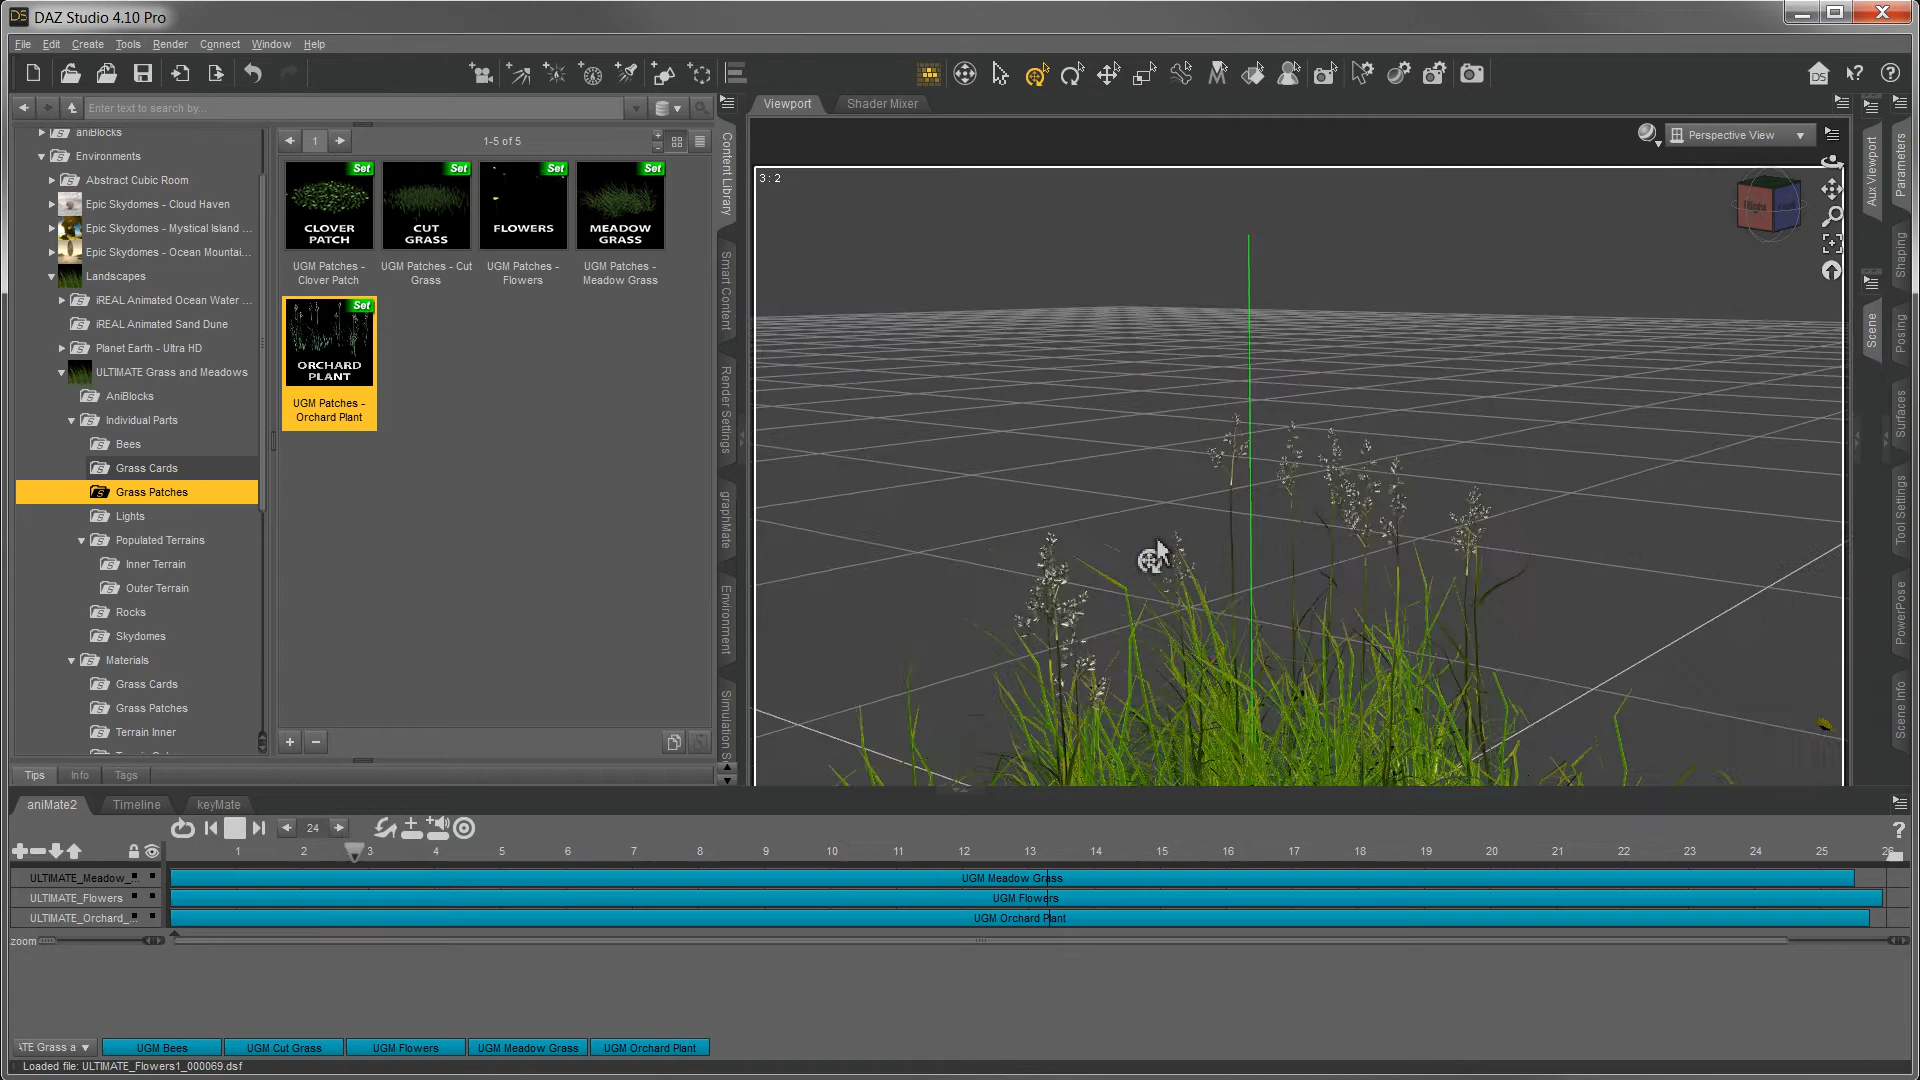 DAZ Studio 4.10 Pro
File Edit Create Tools Render Connect Window Help
Enter text to search by...
aniBlocks
Environments
Abstract Cubic Room
Epic Skydomes - Cloud Haven
Epic Skydomes - Mystical Island ...
Epic Skydomes - Ocean Mountai...
Landscapes
iREAL Animated Ocean Water ...
iREAL Animated Sand Dune
Planet Earth - Ultra HD
ULTIMATE Grass and Meadows
AniBlocks
Individual Parts
Bees
Grass Cards
Grass Patches
Lights
Populated Terrains
Inner Terrain
Outer Terrain
Rocks
Skydomes
Materials
Grass Cards
Grass Patches
Terrain Inner
1
1-5 of 5
Set Set Set Set
CLOVER PATCH
CUT GRASS
FLOWERS
MEADOW GRASS
UGM Patches - Clover Patch
UGM Patches - Cut Grass
UGM Patches - Flowers
UGM Patches - Meadow Grass
Set
ORCHARD PLANT
UGM Patches - Orchard Plant
Content Library
Smart Content
Render Settings
graphMate
Environment
Simulation S
Viewport Shader Mixer
Perspective View
3 : 2
Right
Aux Viewport
Scene
Parameters
Shaping
Posing
Surfaces
Tool Settings
PowerPose
Scene Info
Tips Info Tags
aniMate2 Timeline keyMate
24
1 2 3 4 5 6 7 8 9 10 11 12 13 14 15 16 17 18 19 20 21 22 23 24 25 26
ULTIMATE_Meadow_... UGM Meadow Grass
ULTIMATE_Flowers UGM Flowers
ULTIMATE_Orchard_... UGM Orchard Plant
zoom
ATE Grass a UGM Bees UGM Cut Grass UGM Flowers UGM Meadow Grass UGM Orchard Plant
Loaded file: ULTIMATE_Flowers1_000069.dsf